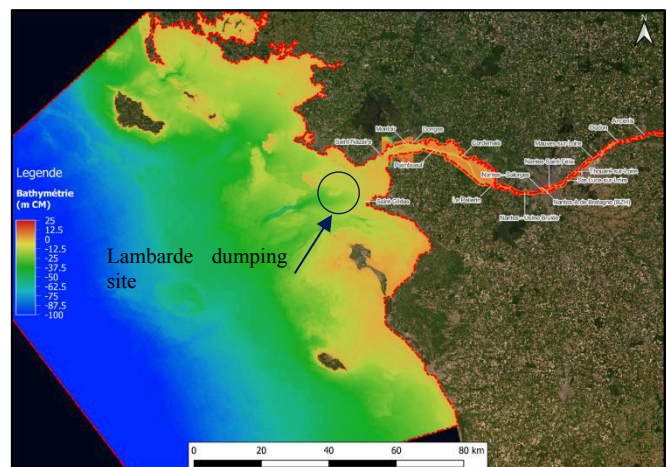 N
Montoir
Donges
Saint-Nazaire
Cordemais
Paimboeuf
Ancenis
Oudon
Mauves-sur-Loire
Nantes-Saint-Félix
Thouaré-sur-Loire
Ste-Luce-sur-Loire
Nantes - Salorges
Le Pellerin
Nantes-A de Bretagne (BZH)
Nantes - Usine Brulée
Saint-Gildas
Legende
Bathymétrie
(m CM)
25
12.5
0
-12.5
-25
-37.5
-50
-62.5
-75
-87.5
-100
Lambarde dumping
site
0 20 40 60 80 km